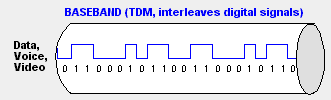 BASEBAND (TDM, interleaves digital signals)
Data,
Voice,
Video
0 1 1 0 0 0 1 0 1 1 0 0 1 1 0 0 0 1 0 1 1 0